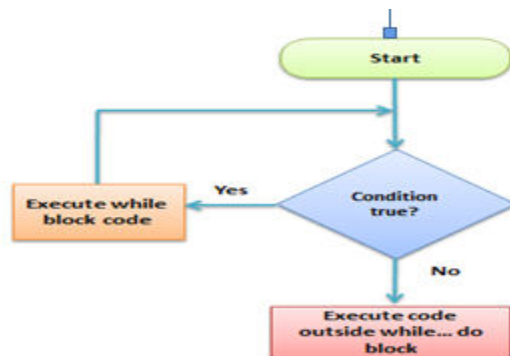 Start
Condition
true?
Yes
Execute while
block code
No
Execute code
outside while... do
block